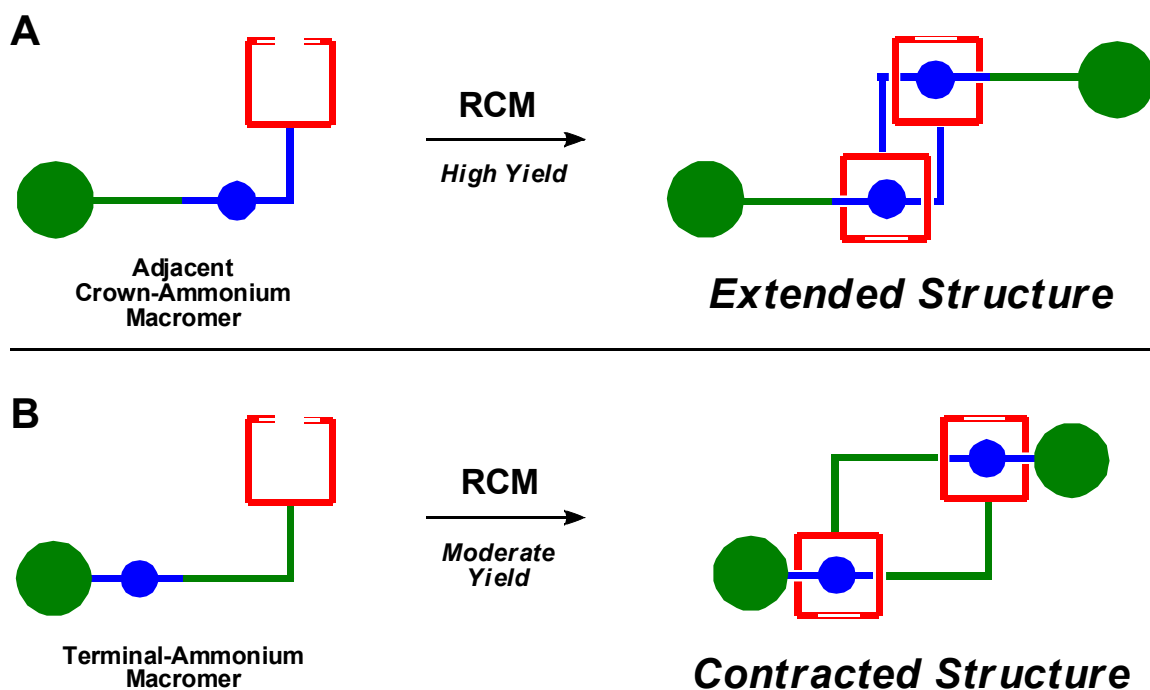 A
RCM
High Yield
Adjacent
Crown-Ammonium
Macromer
Extended Structure
B
RCM
Moderate
Yield
Terminal-Ammonium
Macromer
Contracted Structure